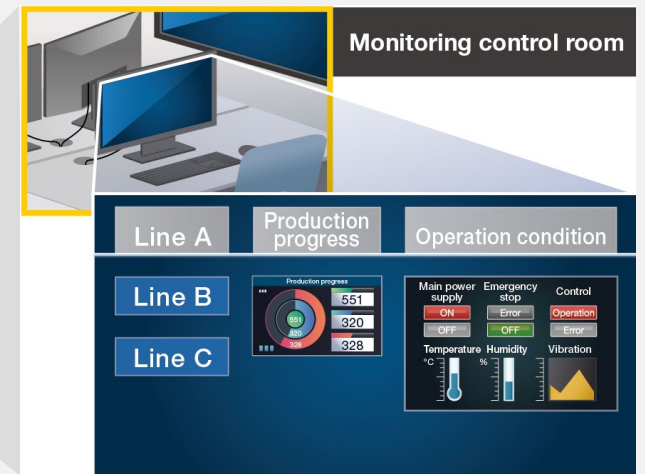 Monitoring control room
Line A
Production
progress
Operation condition
Line B
Line C
Production progress
551
320
328
551
320
328
Main power
supply
ON
OFF
Emergency
stop
Error
OFF
Control
Operation
Error
Temperature
°C
Humidity
%
Vibration